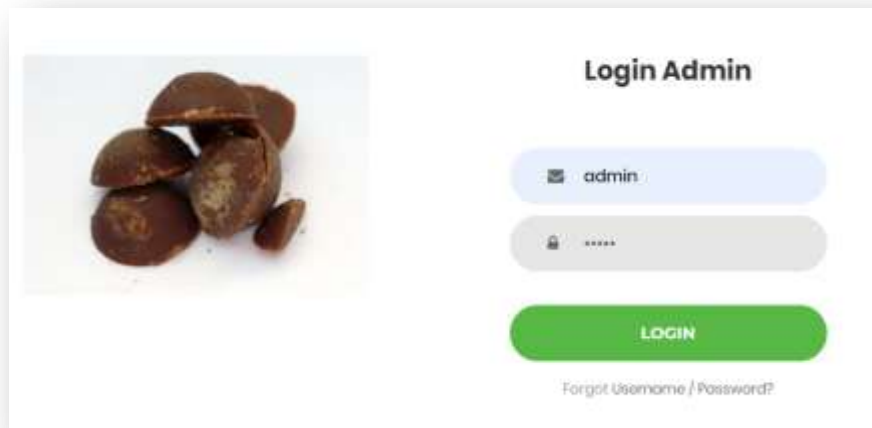 Login Admin
admin
•••••
LOGIN
Forgot Username / Password?